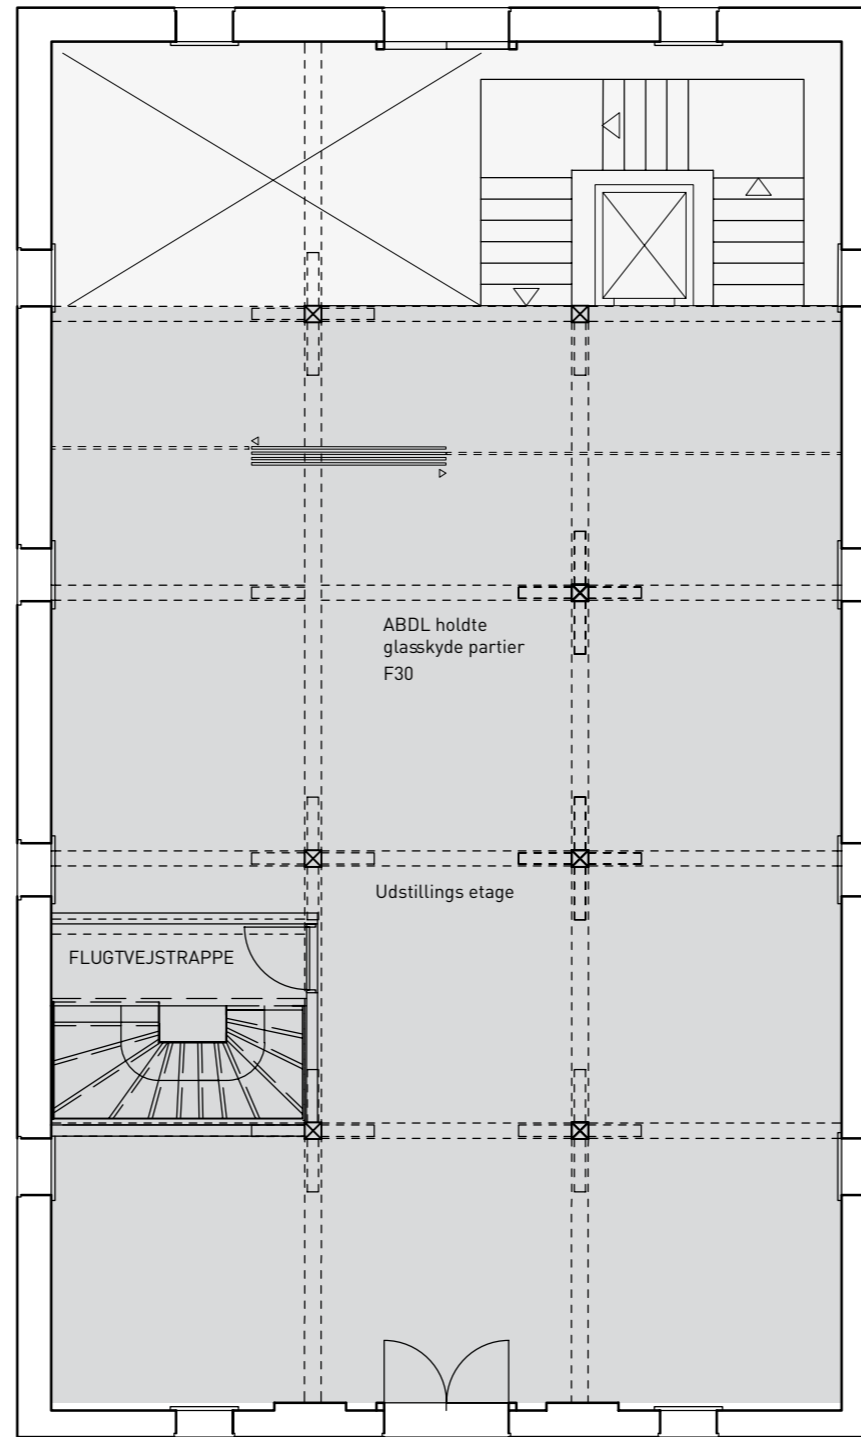 ABDL holdte
glasskyde partier
F30
Udstillings etage
FLUGTVEJSTRAPPE